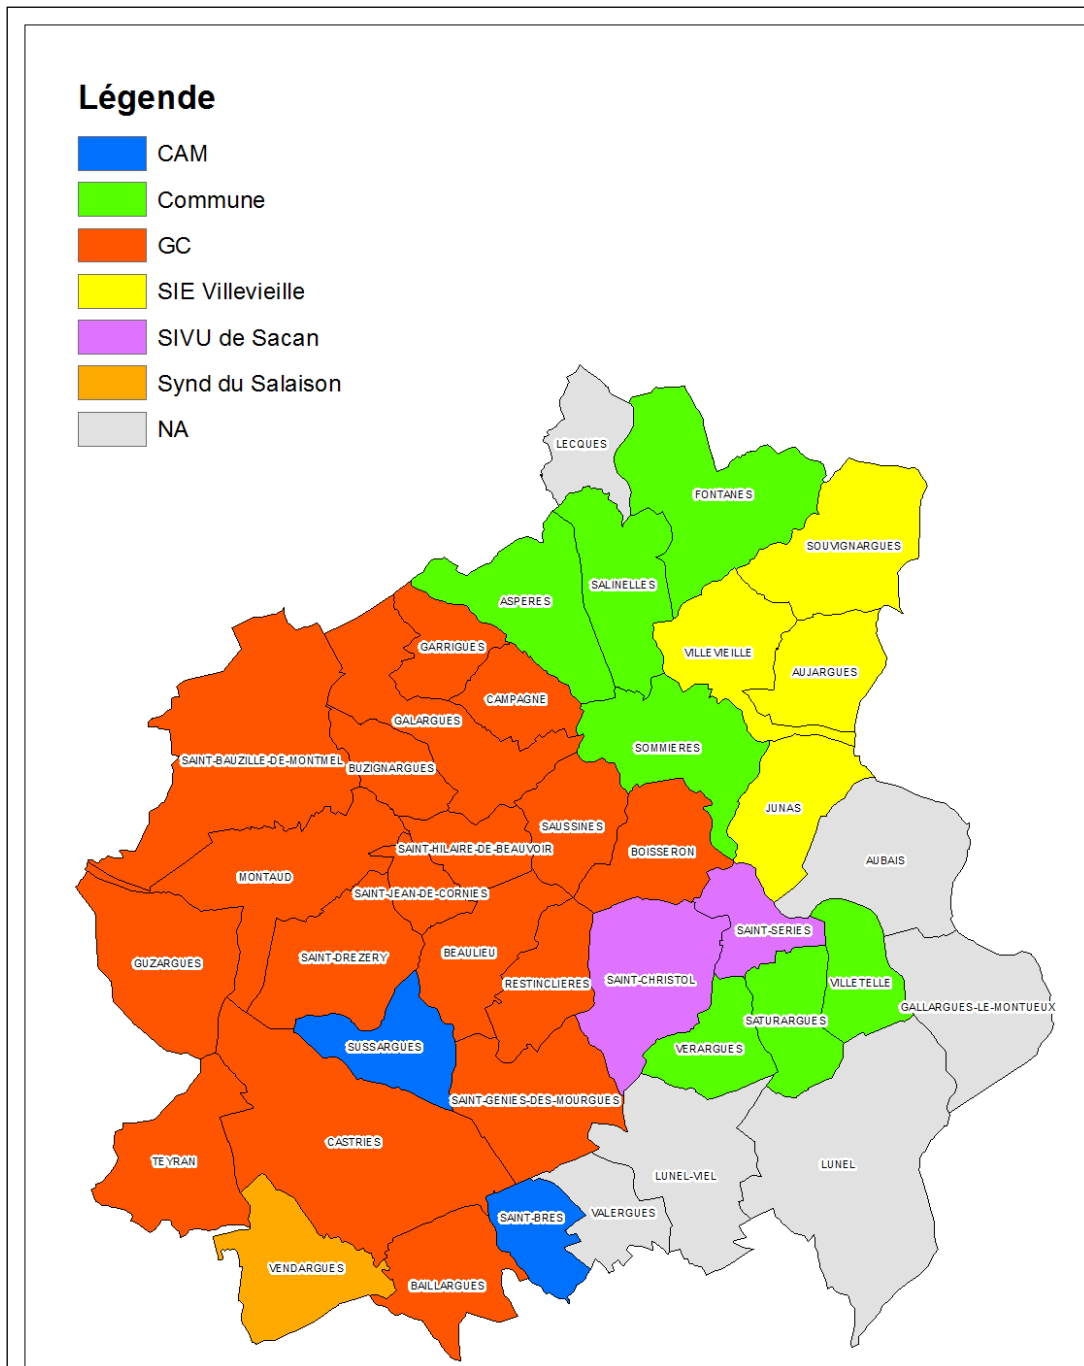 Légende
CAM
Commune
GC
SIE Villevieille
SIVU de Sacan
Synd du Salaison
NA
LECQUES
FONTANES
SOUVIGNARGUES
SALINELLES
ASPERES
GARRIGUES
VILLEVIEILLE
AUJARGUES
CAMPAGNE
GALARGUES
SOMMIERES
SAINT-BAUZILLE-DE-MONTMEL
BUZIGNARGUES
JUNAS
SAUSSINES
SAINT-HILAIRE-DE-BEAUVOIR
BOISSERON
AUBAIS
MONTAUD
SAINT-JEAN-DE-CORNIES
SAINT-SERIES
BEAULIEU
SAINT-DREZERY
GUZARGUES
SAINT-CHRISTOL
RESTINCLIERES
VILLETELLE
GALLARGUES-LE-MONTUEUX
SATURARGUES
SUSSARGUES
VERARGUES
SAINT-GENIES-DES-MOURGUES
CASTRIES
TEYRAN
LUNEL
LUNEL-VIEL
VALERGUES
SAINT-BRES
VENDARGUES
BAILLARGUES